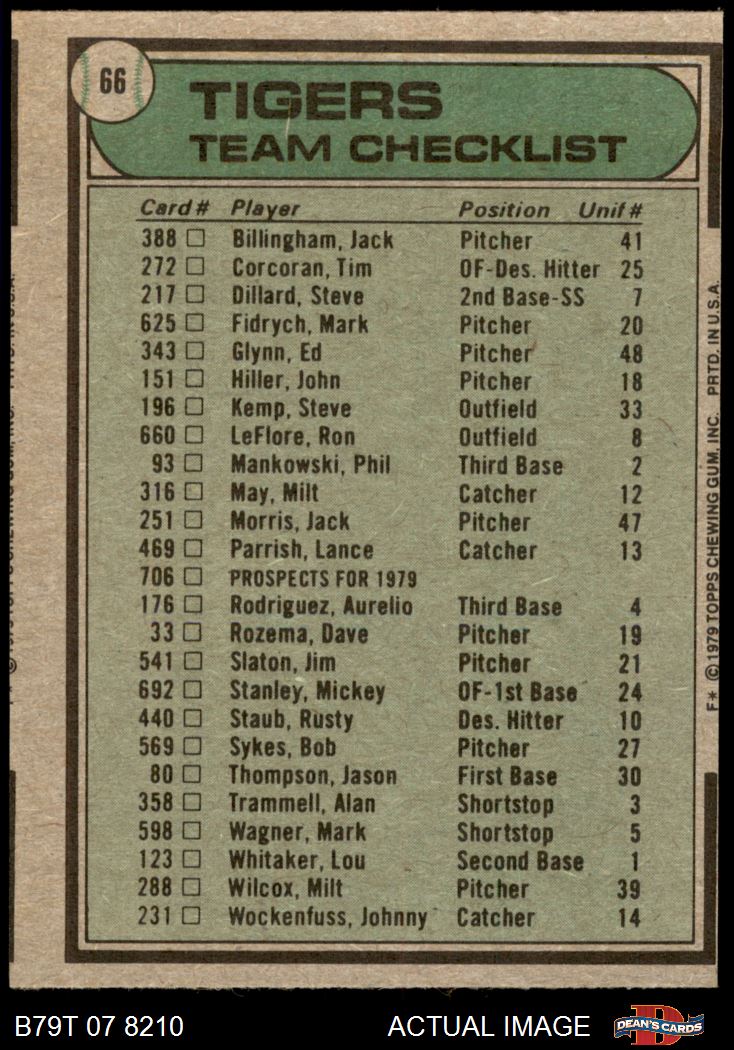 66
TIGERS
TEAM CHECKLIST
Card # Player Position Unif #
388 □ Billingham, Jack Pitcher 41
272 □ Corcoran, Tim OF-Des. Hitter 25
217 □ Dillard, Steve 2nd Base-SS 7
625 □ Fidrych, Mark Pitcher 20
343 □ Glynn, Ed Pitcher 48
151 □ Hiller, John Pitcher 18
196 □ Kemp, Steve Outfield 33
660 □ LeFlore, Ron Outfield 8
93 □ Mankowski, Phil Third Base 2
316 □ May, Milt Catcher 12
251 □ Morris, Jack Pitcher 47
469 □ Parrish, Lance Catcher 13
706 □ PROSPECTS FOR 1979
176 □ Rodriguez, Aurelio Third Base 4
33 □ Rozema, Dave Pitcher 19
541 □ Slaton, Jim Pitcher 21
692 □ Stanley, Mickey OF-1st Base 24
440 □ Staub, Rusty Des. Hitter 10
569 □ Sykes, Bob Pitcher 27
80 □ Thompson, Jason First Base 30
358 □ Trammell, Alan Shortstop 3
598 □ Wagner, Mark Shortstop 5
123 □ Whitaker, Lou Second Base 1
288 □ Wilcox, Milt Pitcher 39
231 □ Wockenfuss, Johnny Catcher 14
F* © 1979 TOPPS CHEWING GUM, INC. PRTD. IN U.S.A.
B79T 07 8210 ACTUAL IMAGE
DEAN'S CARDS